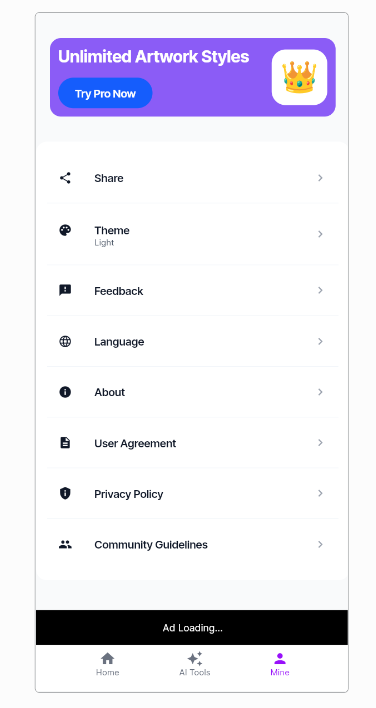 Unlimited Artwork Styles
Try Pro Now
Share
Theme
Light
Feedback
Language
About
User Agreement
Privacy Policy
Community Guidelines
Ad Loading...
Home
AI Tools
Mine